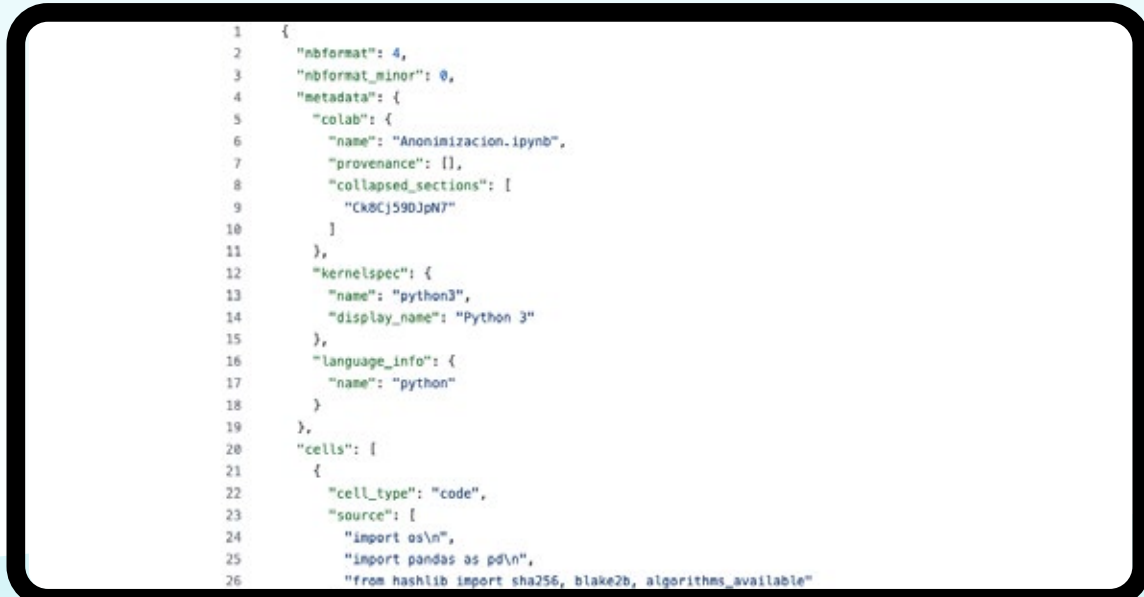 1 {
2 "nbformat": 4,
3 "nbformat_minor": 0,
4 "metadata": {
5 "colab": {
6 "name": "Anonimizacion.ipynb",
7 "provenance": [],
8 "collapsed_sections": [
9 "Ck8Cj59DJpN7"
10 ]
11 },
12 "kernelspec": {
13 "name": "python3",
14 "display_name": "Python 3"
15 },
16 "language_info": {
17 "name": "python"
18 }
19 },
20 "cells": [
21 {
22 "cell_type": "code",
23 "source": [
24 "import os\n",
25 "import pandas as pd\n",
26 "from hashlib import sha256, blake2b, algorithms_available"